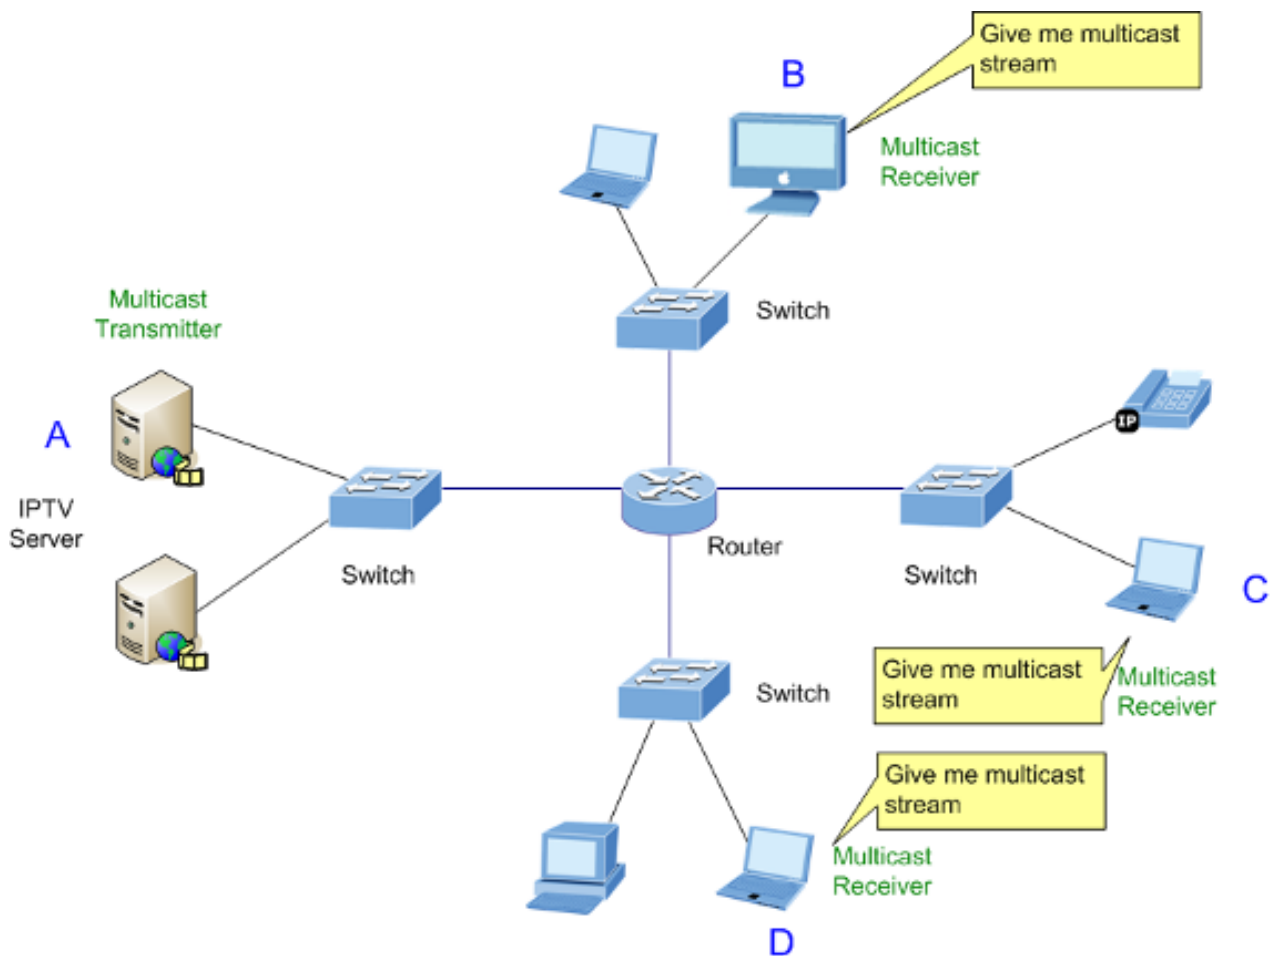 Give me multicast
stream
B
Multicast
Receiver
Multicast
Transmitter
Switch
A
IP
IPTV
Server
Router
Switch
Switch
C
Give me multicast
stream
Multicast
Receiver
Switch
Give me multicast
stream
Multicast
Receiver
D